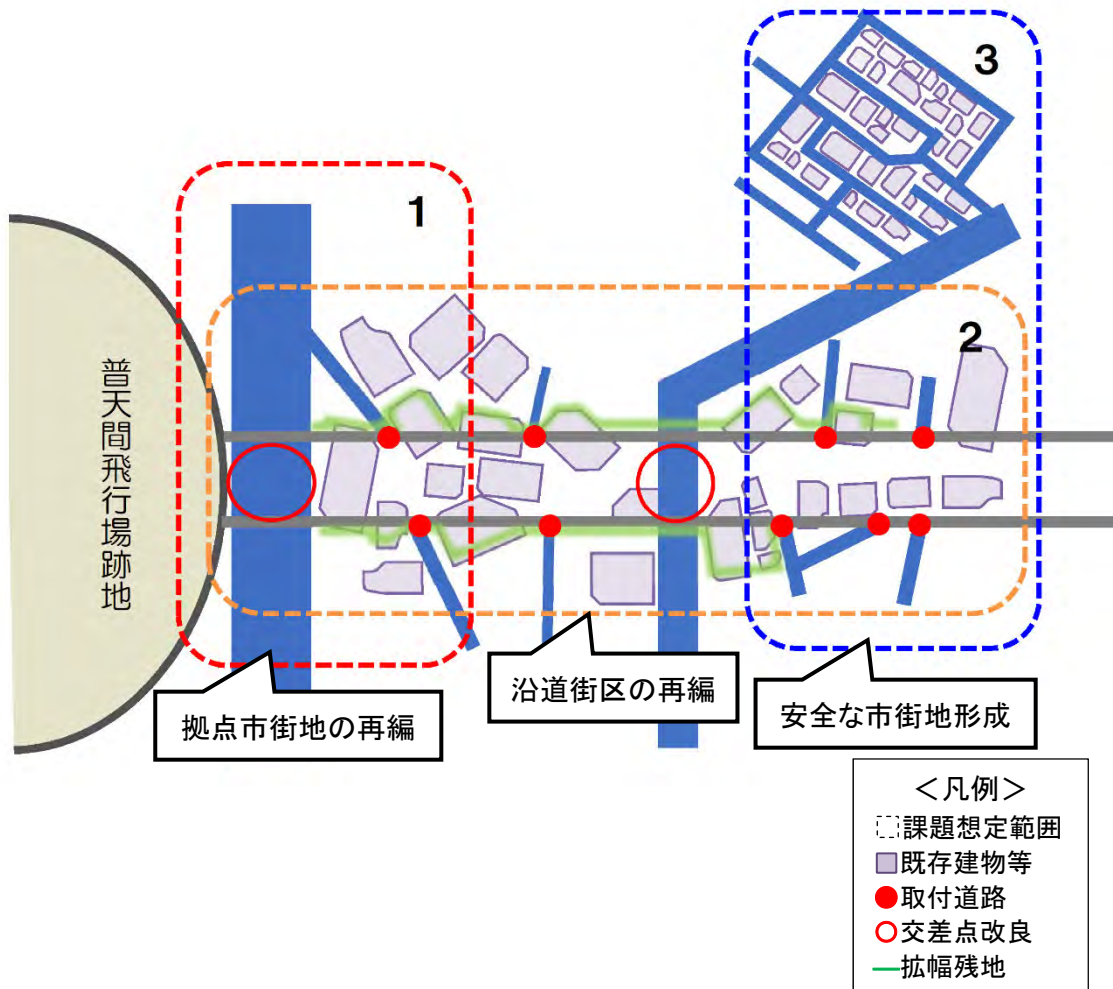 3
1
2
普天間飛行場跡地
拠点市街地の再編
沿道街区の再編
安全な市街地形成
＜凡例＞
課題想定範囲
既存建物等
取付道路
交差点改良
拡幅残地